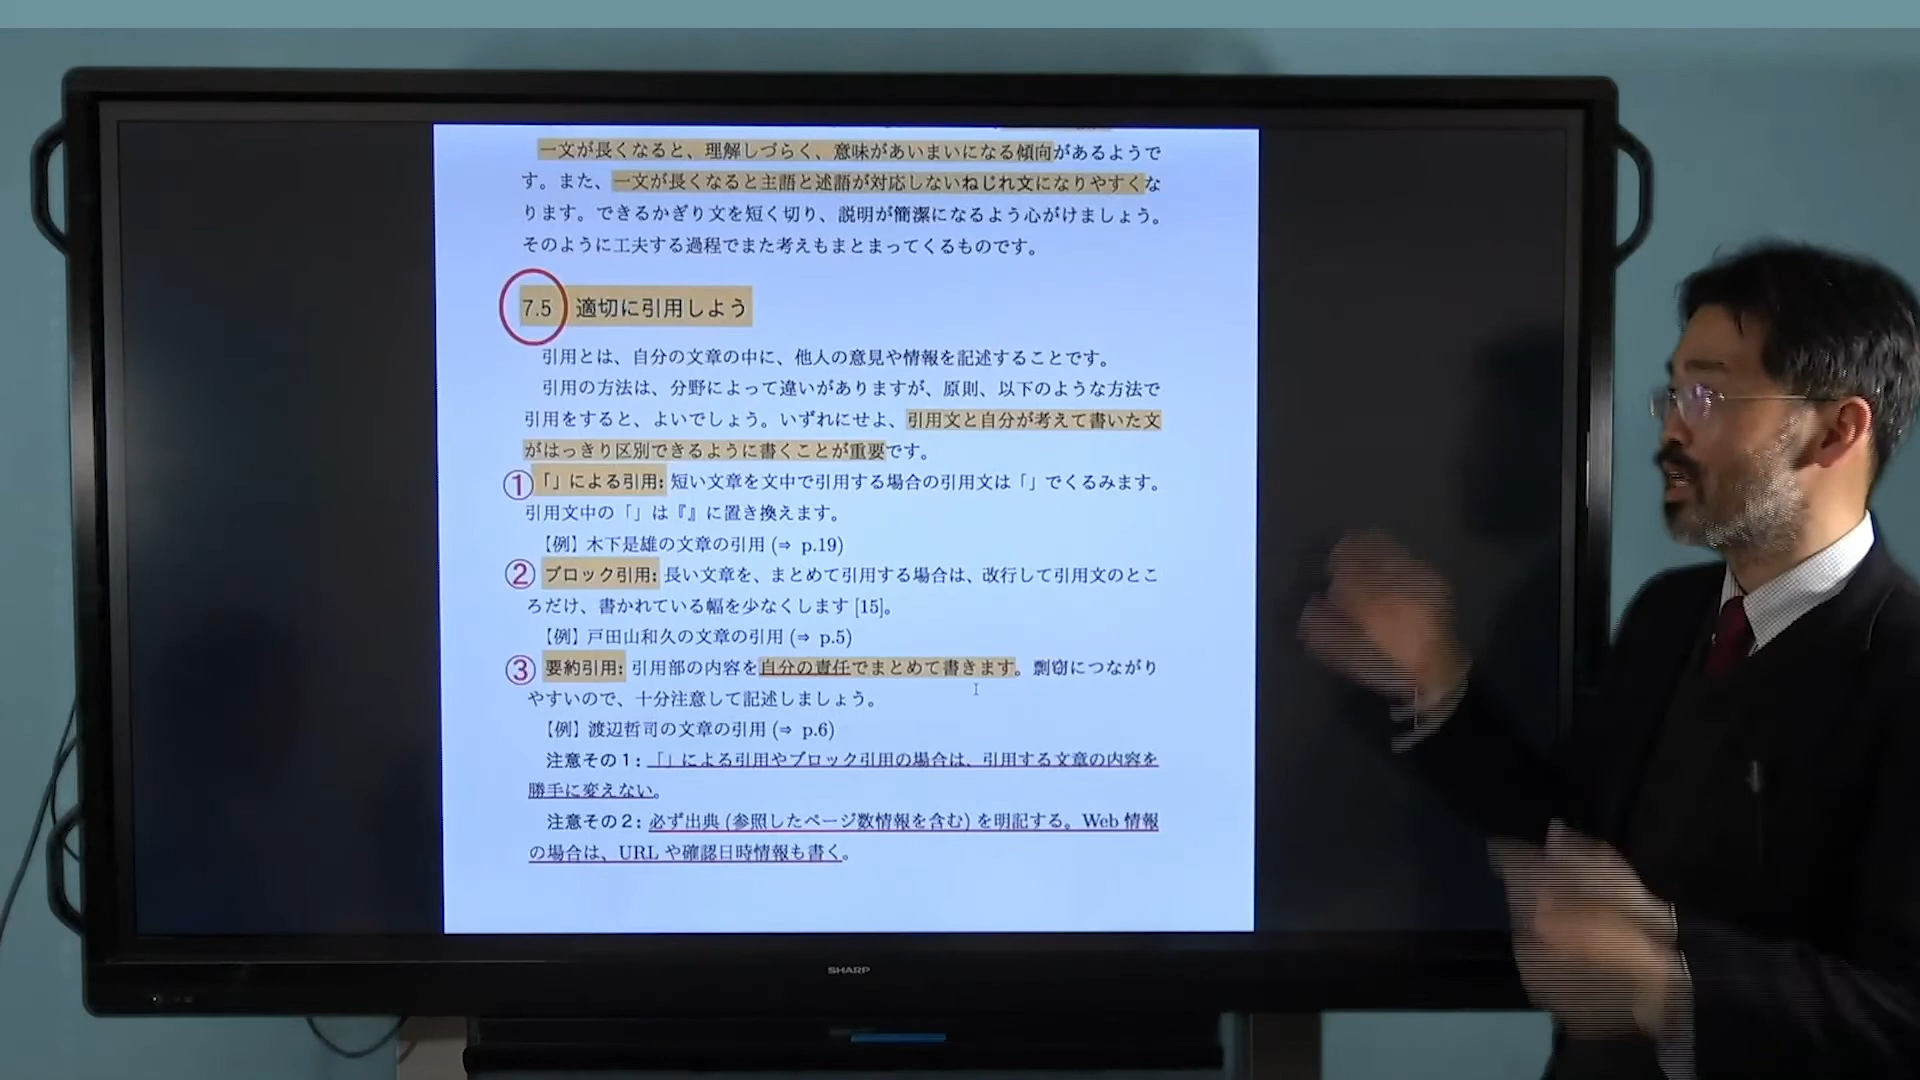 一文が長くなると、理解しづらく、意味があいまいになる傾向があるようで
す。また、一文が長くなると主語と述語が対応しないねじれ文になりやすくな
ります。できるかぎり文を短く切り、説明が簡潔になるよう心がけましょう。
そのように工夫する過程でまた考えもまとまってくるものです。
7.5 適切に引用しよう
引用とは、自分の文章の中に、他人の意見や情報を記述することです。
引用の方法は、分野によって違いがありますが、原則、以下のような方法で
引用をすると、よいでしょう。いずれにせよ、引用文と自分が考えて書いた文
がはっきり区別できるように書くことが重要です。
① 「」による引用: 短い文章を文中で引用する場合の引用文は「」でくるみます。
引用文中の「」は『』に置き換えます。
【例】木下是雄の文章の引用 (⇒ p.19)
② ブロック引用: 長い文章を、まとめて引用する場合は、改行して引用文のとこ
ろだけ、書かれている幅を少なくします [15]。
【例】戸田山和久の文章の引用 (⇒ p.5)
③ 要約引用: 引用部の内容を自分の責任でまとめて書きます。剽窃につながり
やすいので、十分注意して記述しましょう。
【例】渡辺哲司の文章の引用 (⇒ p.6)
注意その1: 「」による引用やブロック引用の場合は、引用する文章の内容を
勝手に変えない。
注意その2: 必ず出典 (参照したページ数情報を含む) を明記する。Web 情報
の場合は、URL や確認日時情報も書く。
SHARP